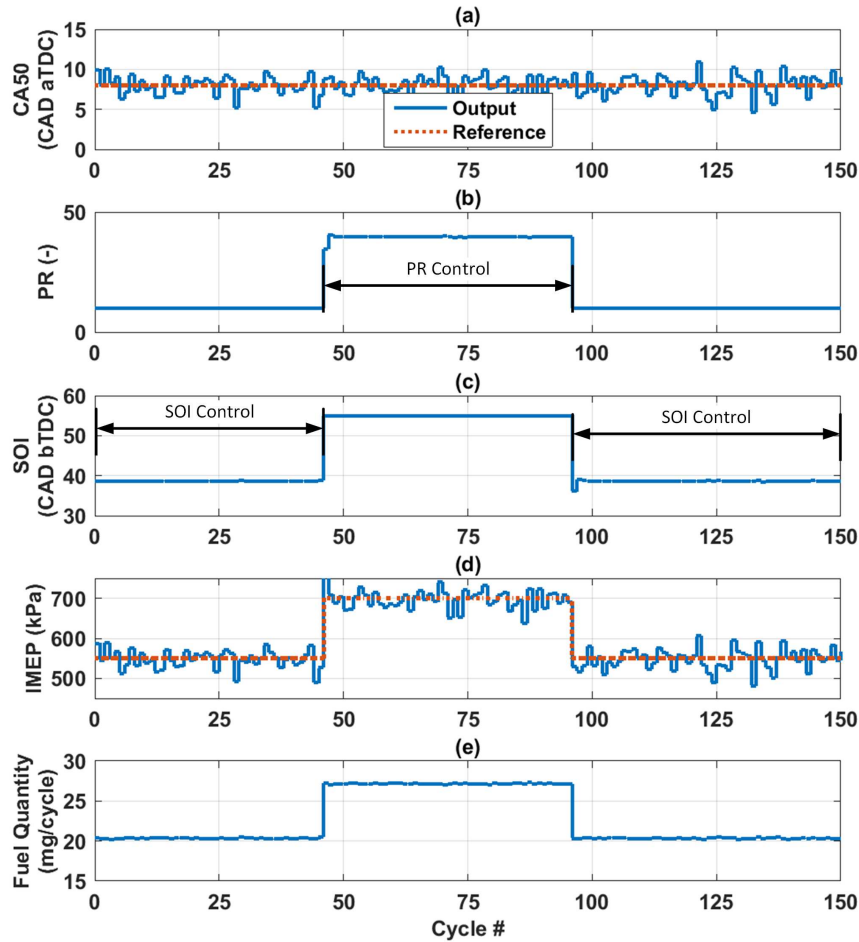 (a)
15
10
5
0
CA50
(CAD aTDC)
Output
Reference
0 25 50 75 100 125 150
(b)
50
0
PR (-)
PR Control
0 25 50 75 100 125 150
(c)
60
50
40
30
SOI
(CAD bTDC)
SOI Control
SOI Control
0 25 50 75 100 125 150
(d)
700
600
500
IMEP (kPa)
0 25 50 75 100 125 150
(e)
30
25
20
15
Fuel Quantity
(mg/cycle)
0 25 50 75 100 125 150
Cycle #